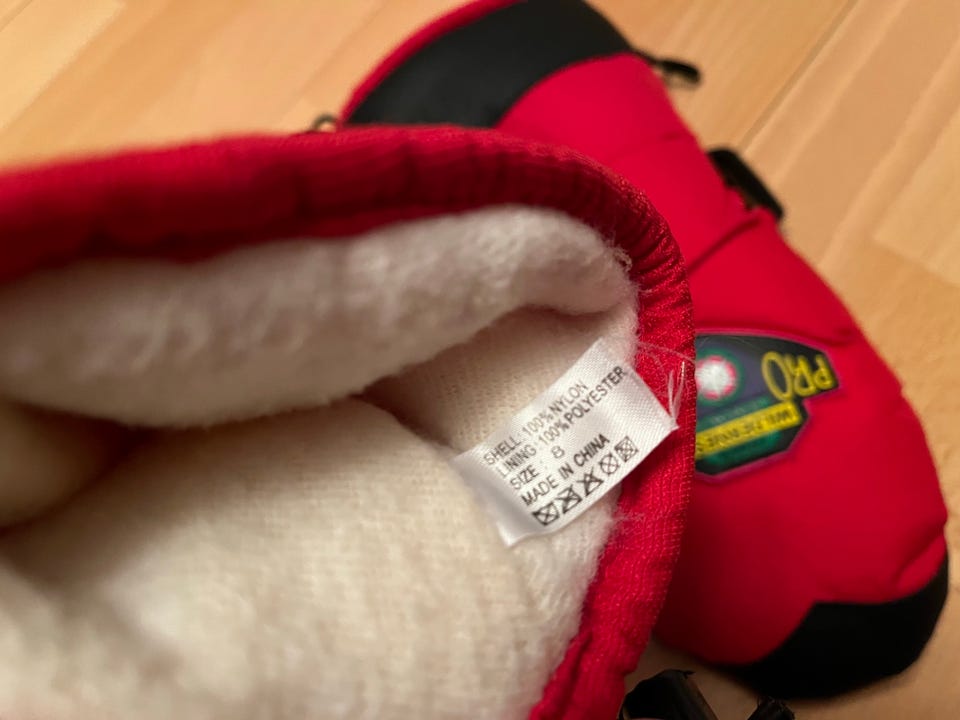 SHELL: 100% NYLON
LINING: 100% POLYESTER
SIZE 8
MADE IN CHINA
PRO